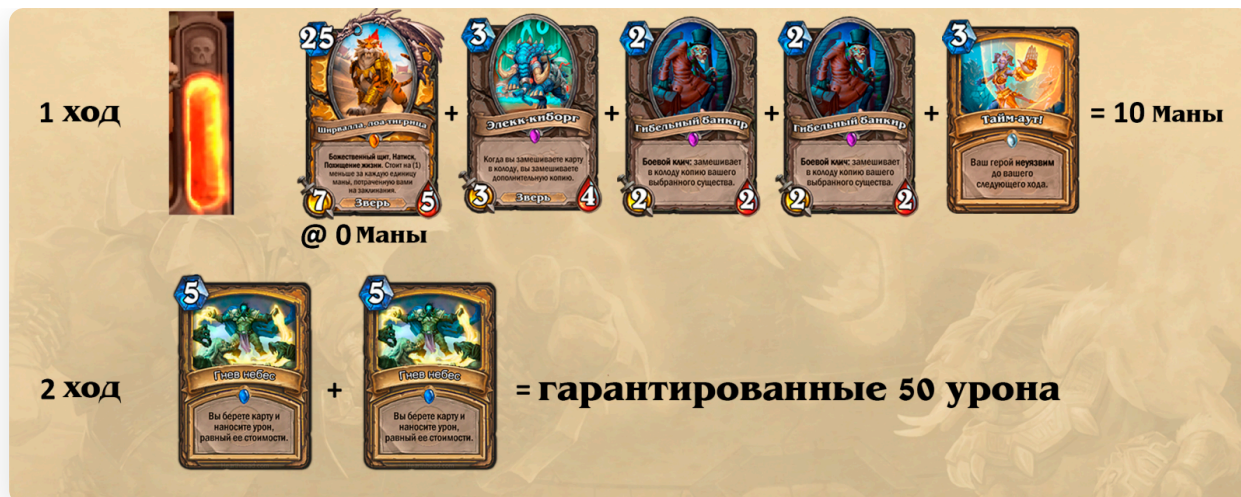 1 ход
25
Ширвалла, лоа-тигрица
Божественный щит, Натиск,
Похищение жизни. Стоит на (1)
меньше за каждую единицу
маны, потраченную вами
на заклинания.
7
Зверь
5
@ 0 Маны
+
3
Элекк-киборг
Когда вы замешиваете карту
в колоду, вы замешиваете
дополнительную копию.
3
Зверь
4
+
2
Гибельный банкир
Боевой клич: замешивает
в колоду копию вашего
выбранного существа.
2
2
+
2
Гибельный банкир
Боевой клич: замешивает
в колоду копию вашего
выбранного существа.
2
2
+
3
Тайм-аут!
Ваш герой неуязвим
до вашего
следующего хода.
= 10 Маны
2 ход
5
Гнев небес
Вы берете карту и
наносите урон,
равный ее стоимости.
+
5
Гнев небес
Вы берете карту и
наносите урон,
равный ее стоимости.
= гарантированные 50 урона